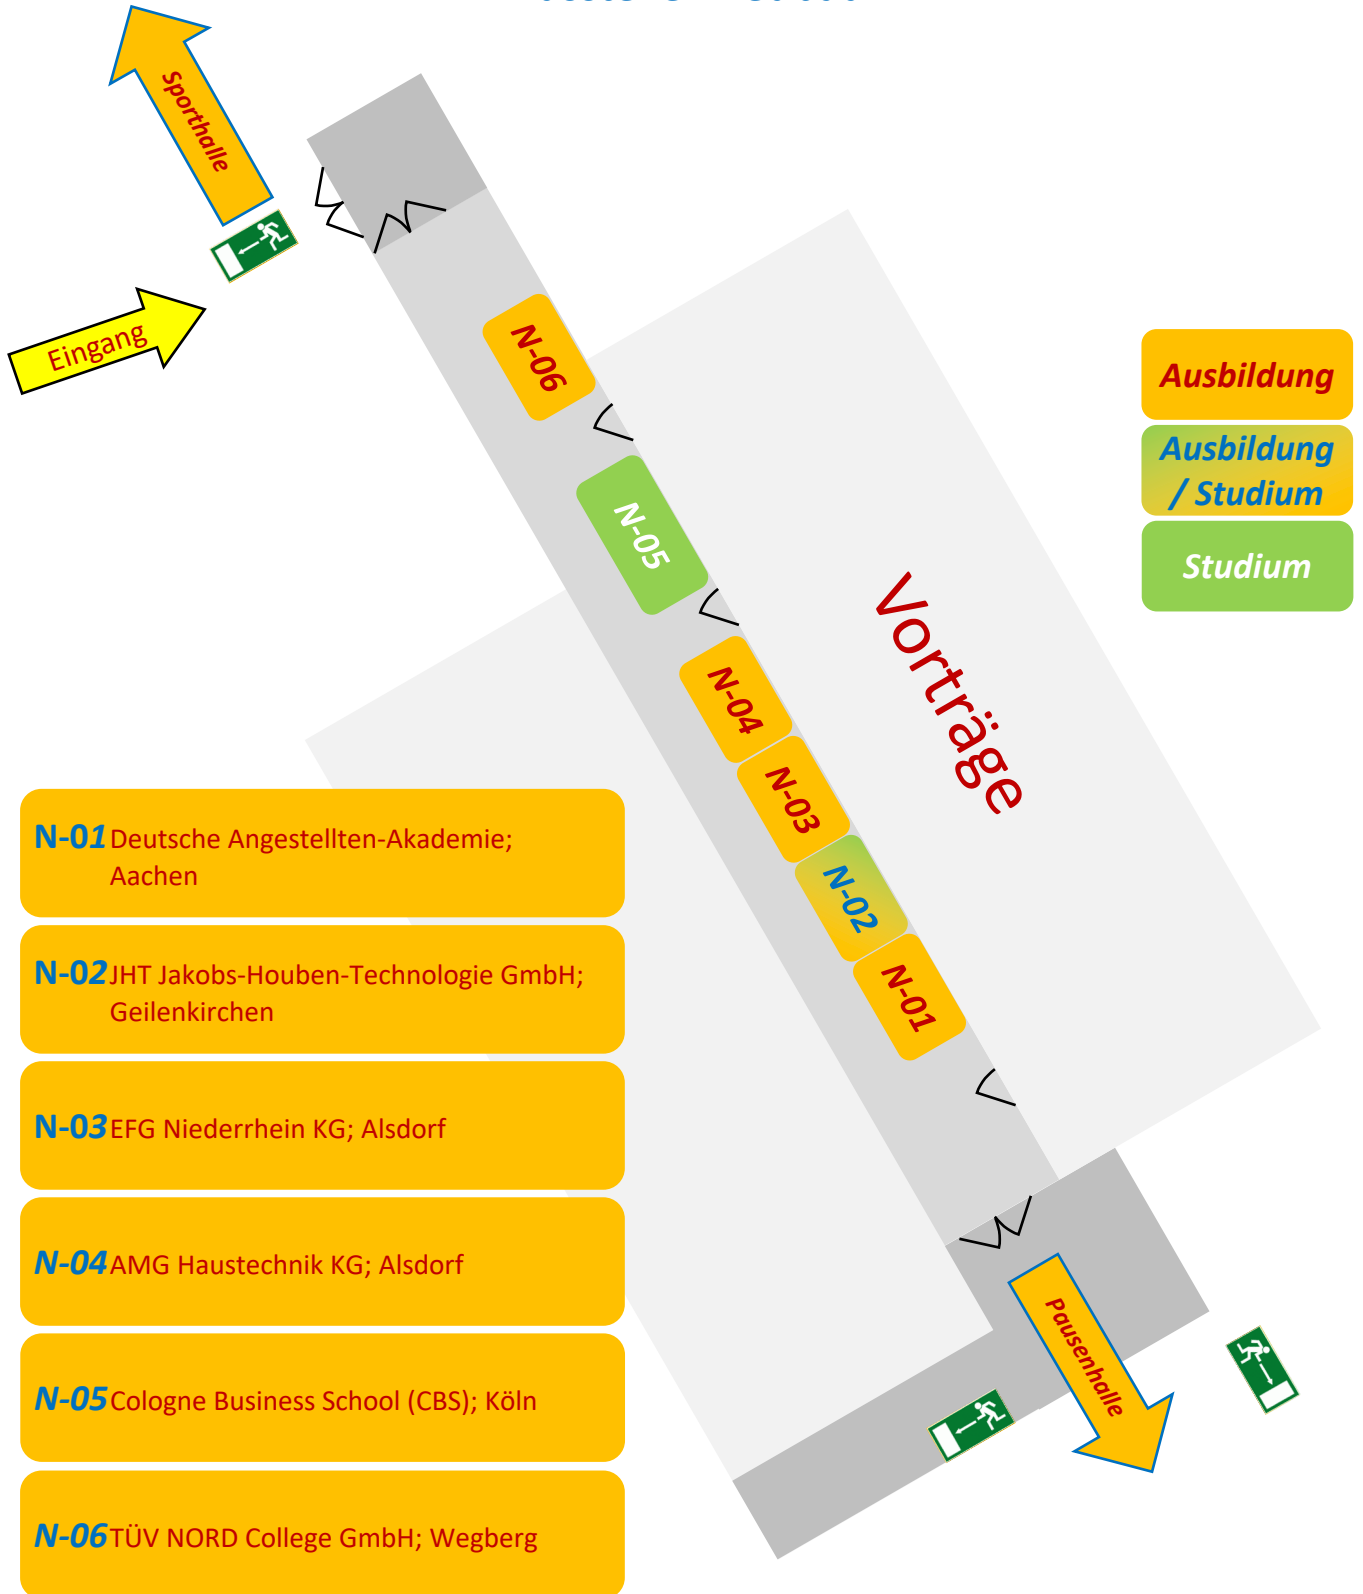 Sporthalle
Eingang
N-06
N-05
N-04
N-03
N-02
N-01
Vorträge
Ausbildung
Ausbildung
/ Studium
Studium
N-01 Deutsche Angestellten-Akademie;
Aachen
N-02 JHT Jakobs-Houben-Technologie GmbH;
Geilenkirchen
N-03 EFG Niederrhein KG; Alsdorf
N-04 AMG Haustechnik KG; Alsdorf
N-05 Cologne Business School (CBS); Köln
N-06 TÜV NORD College GmbH; Wegberg
Pausenhalle